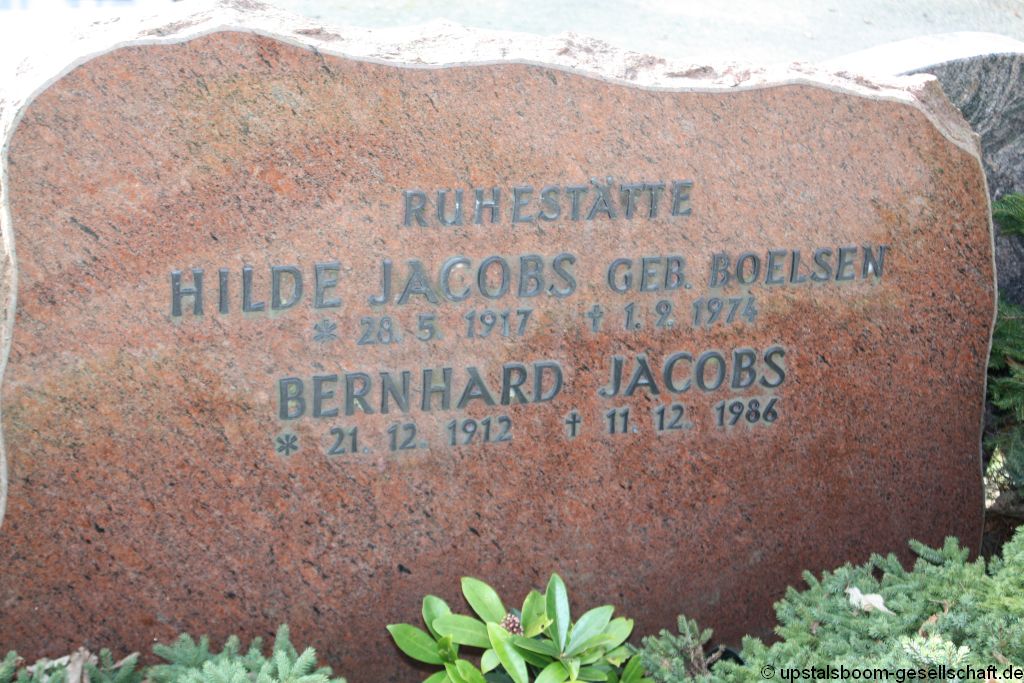 RUHESTÄTTE
HILDE JACOBS GEB. BOELSEN
* 28. 5. 1917 † 1. 9. 1974
BERNHARD JACOBS
* 21. 12. 1912 † 11. 12. 1986
© upstalsboom-gesellschaft.de